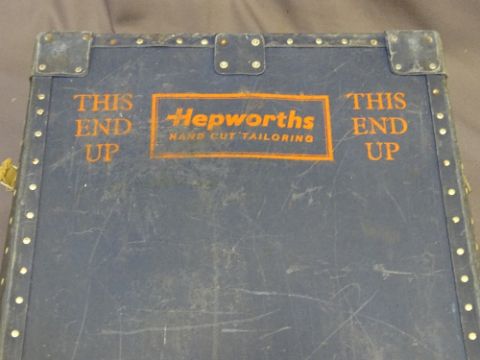 THIS
END
UP
Hepworths
HAND CUT TAILORING
THIS
END
UP